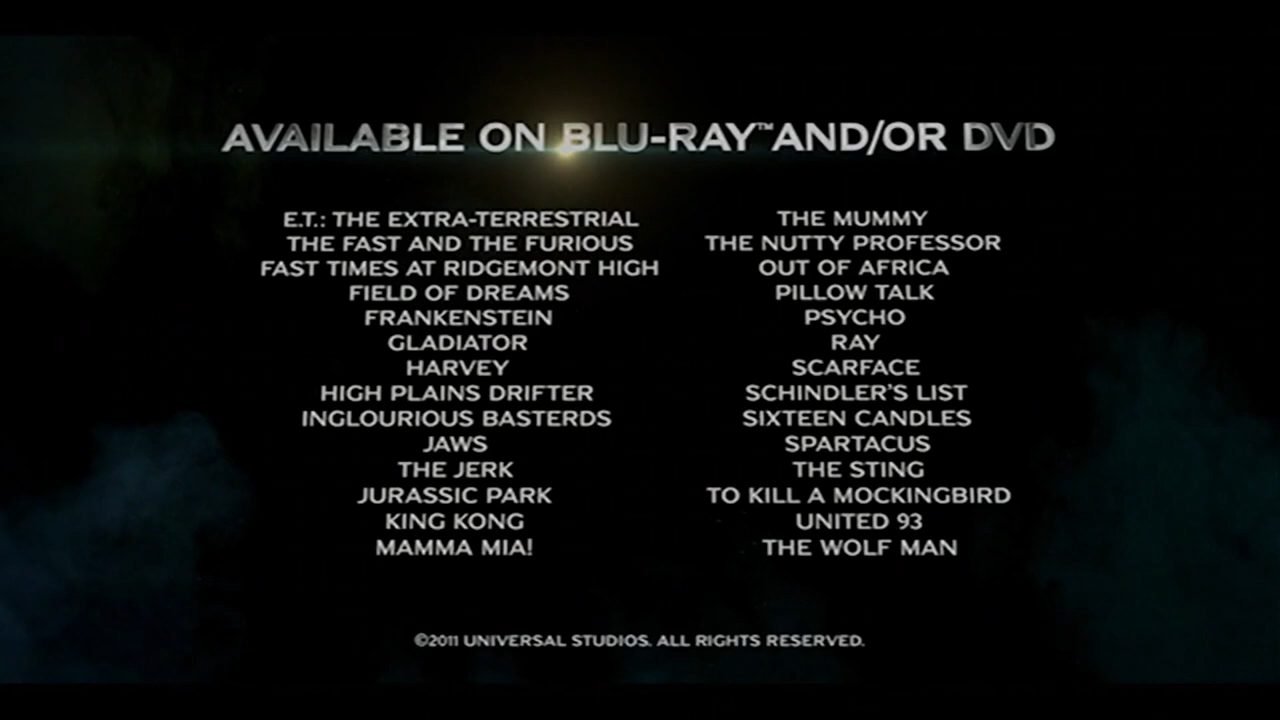 AVAILABLE ON BLU-RAY™ AND/OR DVD
E.T.: THE EXTRA-TERRESTRIAL
THE FAST AND THE FURIOUS
FAST TIMES AT RIDGEMONT HIGH
FIELD OF DREAMS
FRANKENSTEIN
GLADIATOR
HARVEY
HIGH PLAINS DRIFTER
INGLOURIOUS BASTERDS
JAWS
THE JERK
JURASSIC PARK
KING KONG
MAMMA MIA!
THE MUMMY
THE NUTTY PROFESSOR
OUT OF AFRICA
PILLOW TALK
PSYCHO
RAY
SCARFACE
SCHINDLER'S LIST
SIXTEEN CANDLES
SPARTACUS
THE STING
TO KILL A MOCKINGBIRD
UNITED 93
THE WOLF MAN
©2011 UNIVERSAL STUDIOS. ALL RIGHTS RESERVED.